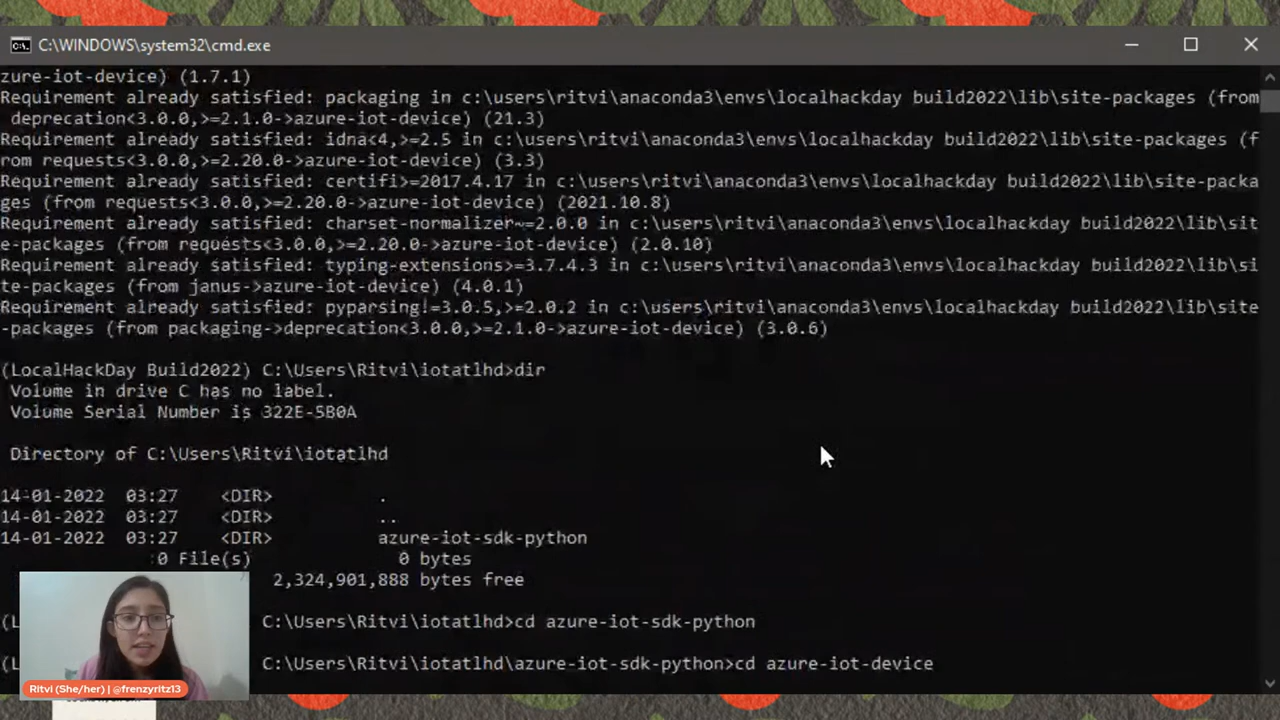 C:\WINDOWS\system32\cmd.exe
zure-iot-device) (1.7.1)
Requirement already satisfied: packaging in c:\users\ritvi\anaconda3\envs\localhackday build2022\lib\site-packages (from
deprecation<3.0.0,>=2.1.0->azure-iot-device) (21.3)
Requirement already satisfied: idna<4,>=2.5 in c:\users\ritvi\anaconda3\envs\localhackday build2022\lib\site-packages (f
rom requests<3.0.0,>=2.20.0->azure-iot-device) (3.3)
Requirement already satisfied: certifi>=2017.4.17 in c:\users\ritvi\anaconda3\envs\localhackday build2022\lib\site-packa
ges (from requests<3.0.0,>=2.20.0->azure-iot-device) (2021.10.8)
Requirement already satisfied: charset-normalizer~=2.0.0 in c:\users\ritvi\anaconda3\envs\localhackday build2022\lib\sit
e-packages (from requests<3.0.0,>=2.20.0->azure-iot-device) (2.0.10)
Requirement already satisfied: typing-extensions>=3.7.4.3 in c:\users\ritvi\anaconda3\envs\localhackday build2022\lib\si
te-packages (from janus->azure-iot-device) (4.0.1)
Requirement already satisfied: pyparsing!=3.0.5,>=2.0.2 in c:\users\ritvi\anaconda3\envs\localhackday build2022\lib\site
-packages (from packaging->deprecation<3.0.0,>=2.1.0->azure-iot-device) (3.0.6)
(LocalHackDay Build2022) C:\Users\Ritvi\iotatlhd>dir
Volume in drive C has no label.
Volume Serial Number is 322E-5B0A
Directory of C:\Users\Ritvi\iotatlhd
14-01-2022 03:27 <DIR> .
14-01-2022 03:27 <DIR> ..
14-01-2022 03:27 <DIR> azure-iot-sdk-python
0 File(s) 0 bytes
2,324,901,888 bytes free
(L C:\Users\Ritvi\iotatlhd>cd azure-iot-sdk-python
(L C:\Users\Ritvi\iotatlhd\azure-iot-sdk-python>cd azure-iot-device
Ritvi (She/her) | @frenzyritz13